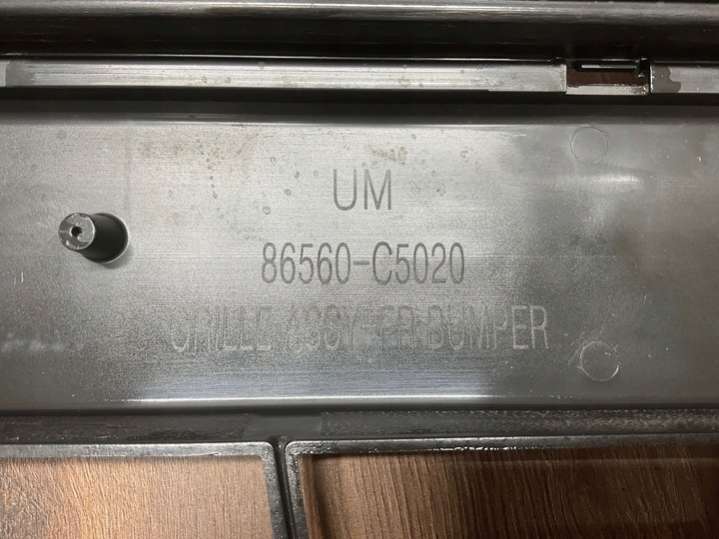 UM
86560-C5020
GRILLE ASSY-FR BUMPER